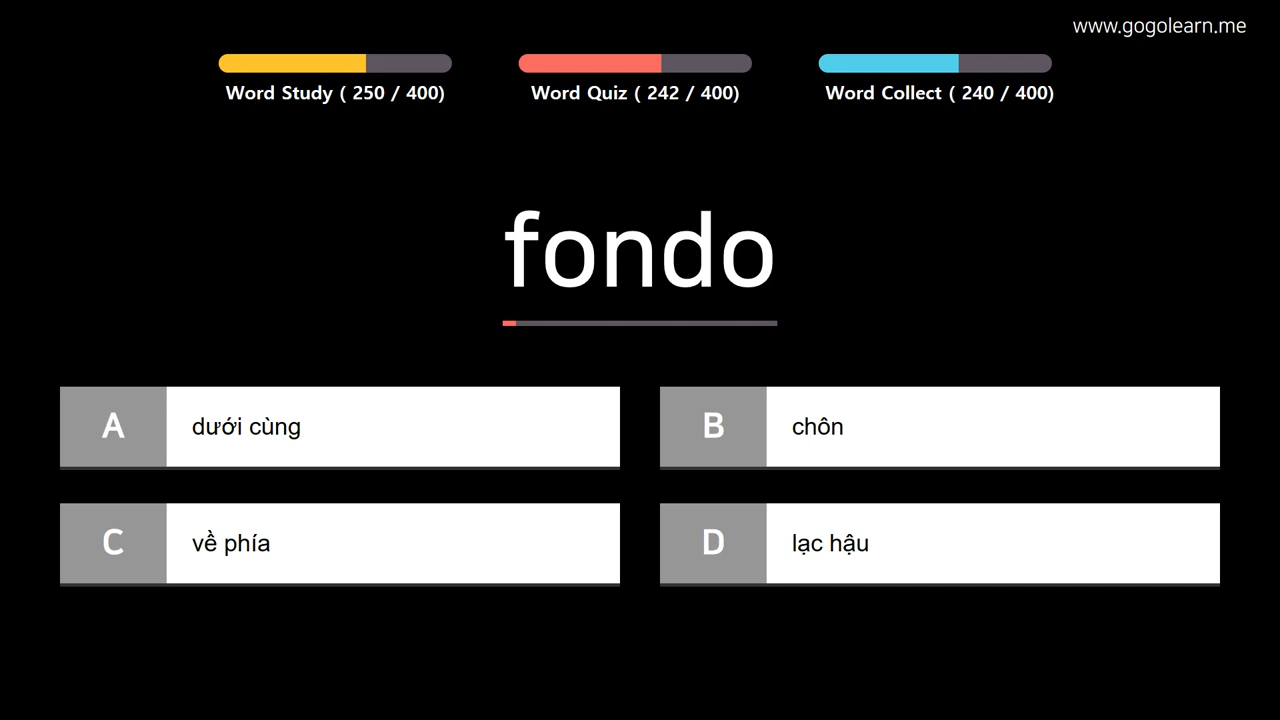 www.gogolearn.me
Word Study ( 250 / 400)
Word Quiz ( 242 / 400)
Word Collect ( 240 / 400)
fondo
A
dưới cùng
B
chôn
C
về phía
D
lạc hậu